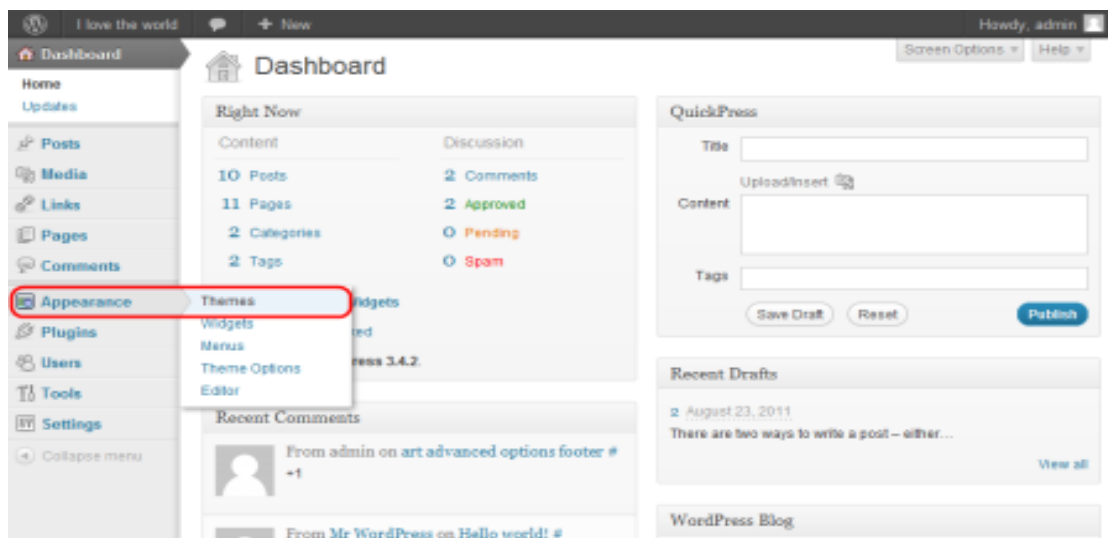 I love the world + New Howdy, admin
Screen Options Help
Dashboard
Home
Updates
Posts
Media
Links
Pages
Comments
Appearance
Plugins
Users
Tools
Settings
Collapse menu
Themes
Widgets
Menus
Theme Options
Editor
Dashboard
Right Now
Content Discussion
10 Posts 2 Comments
11 Pages 2 Approved
2 Categories 0 Pending
2 Tags 0 Spam
Widgets
ress 3.4.2.
Recent Comments
From admin on art advanced options footer #
+1
From Mr WordPress on Hello world! #
QuickPress
Title
Upload/Insert
Content
Tags
Save Draft Reset Publish
Recent Drafts
2 August 23, 2011
There are two ways to write a post – either…
View all
WordPress Blog